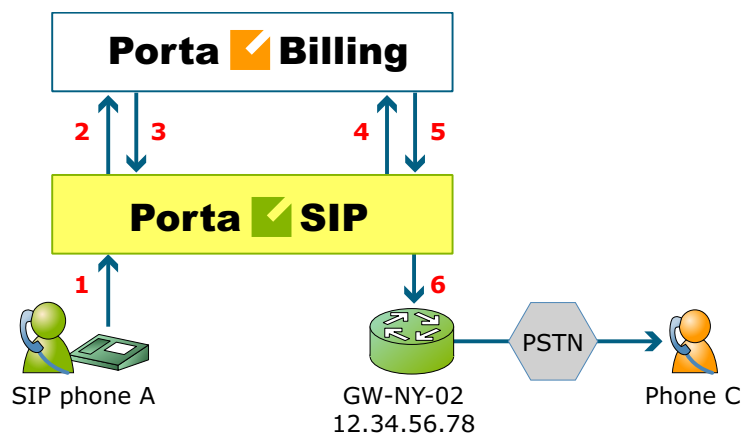 Porta Billing
2 3 4 5
Porta SIP
1 6
PSTN
SIP phone A
GW-NY-02
12.34.56.78
Phone C